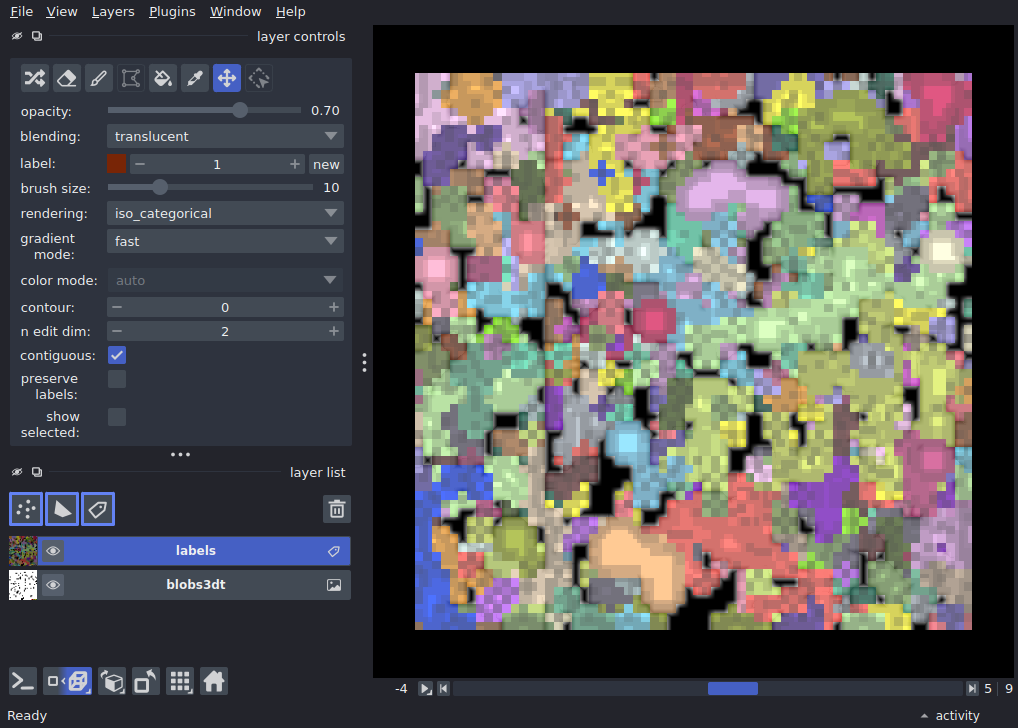 File View Layers Plugins Window Help
layer controls
opacity: 0.70
blending: translucent
label: 1 new
brush size: 10
rendering: iso_categorical
gradient mode: fast
color mode: auto
contour: 0
n edit dim: 2
contiguous:
preserve labels:
show selected:
layer list
labels
blobs3dt
-4 5 9
Ready activity